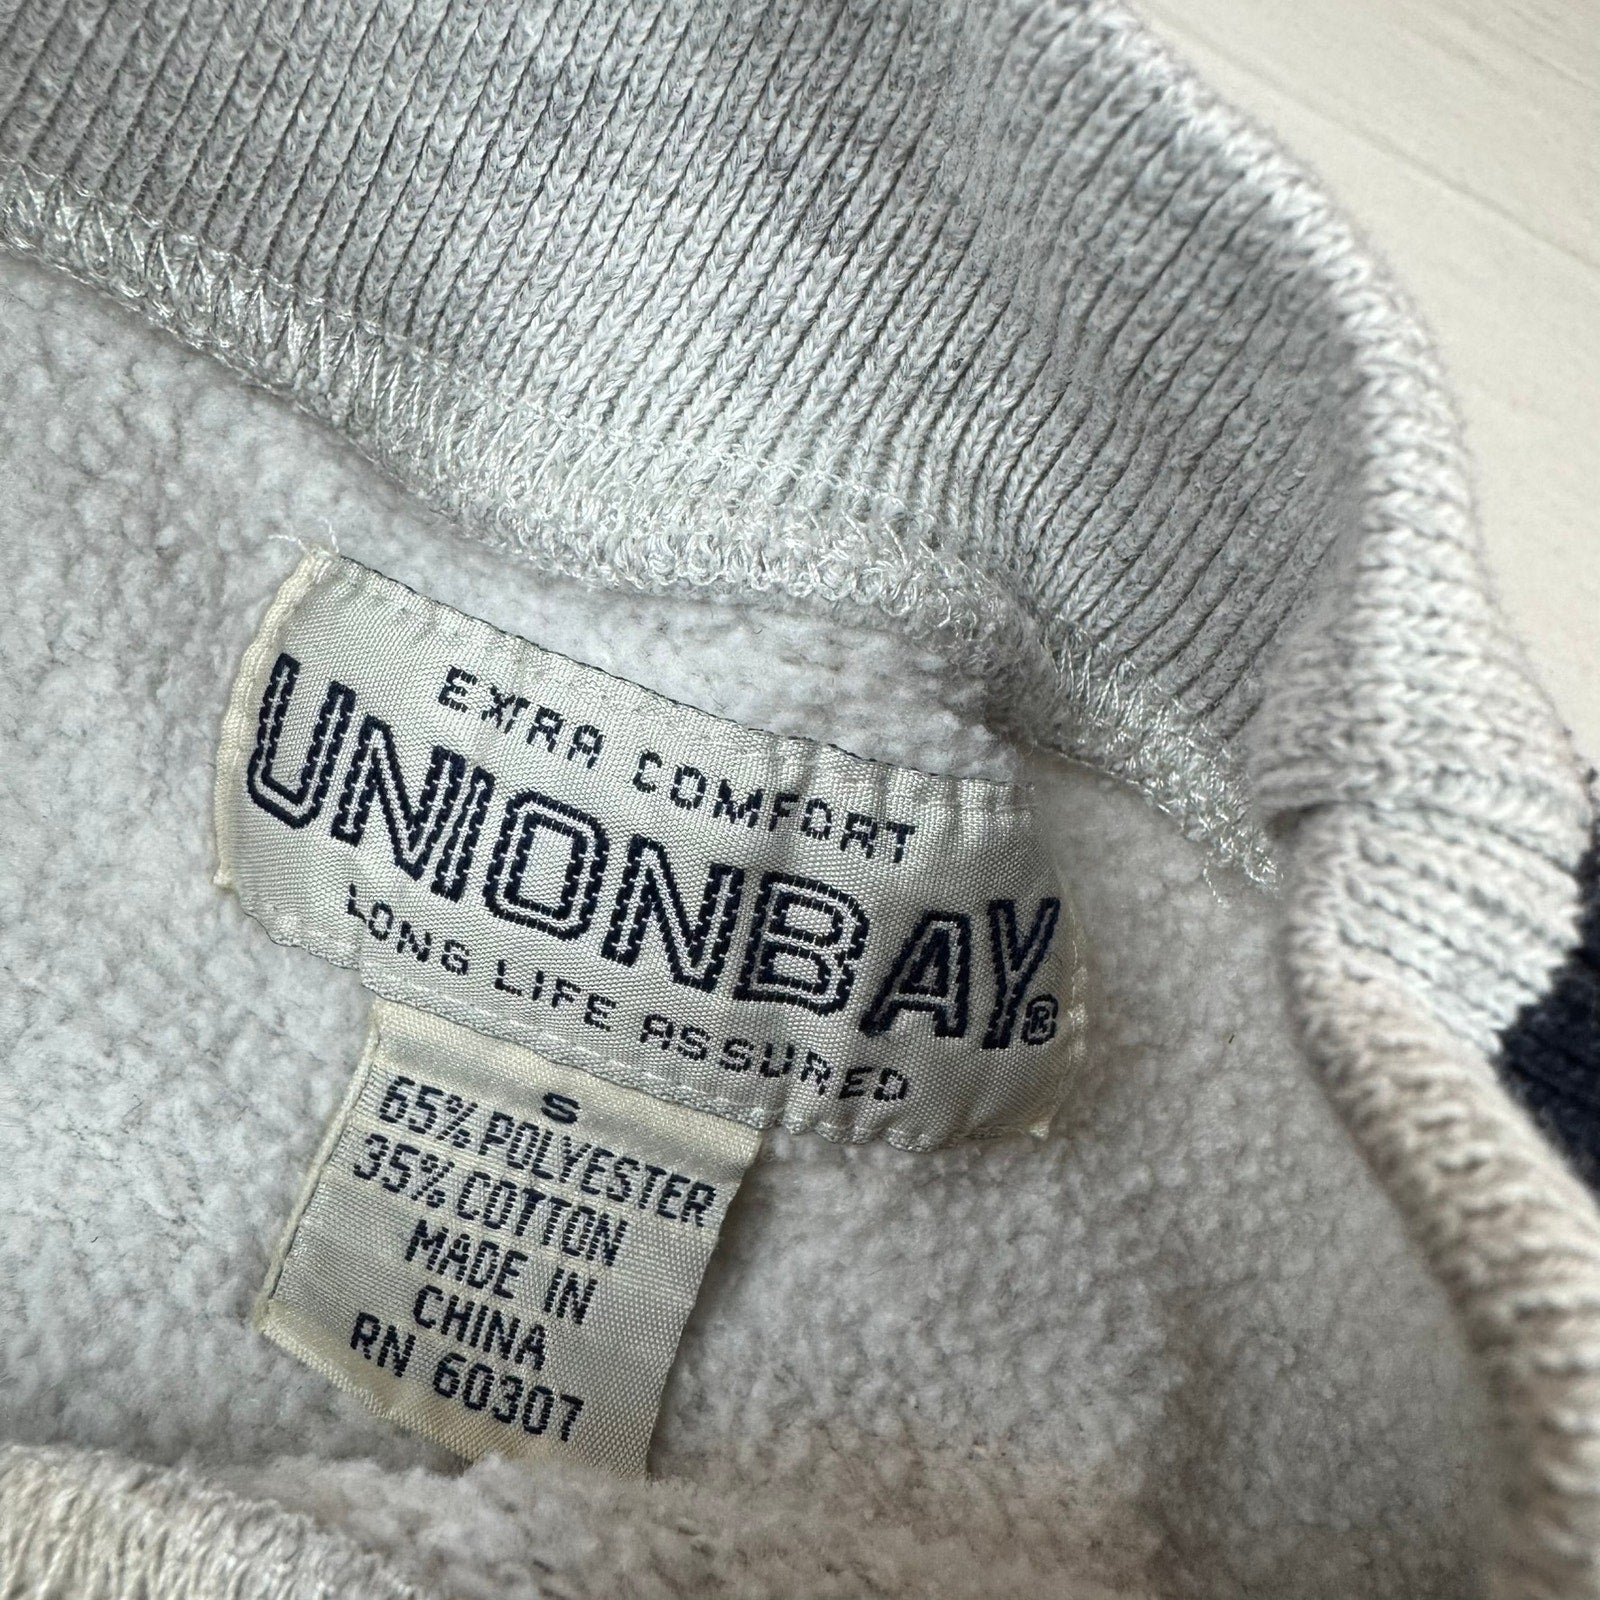 EXTRA COMFORT
UNIONBAY®
LONG LIFE ASSURED
S
65% POLYESTER
35% COTTON
MADE IN
CHINA
RN 60307